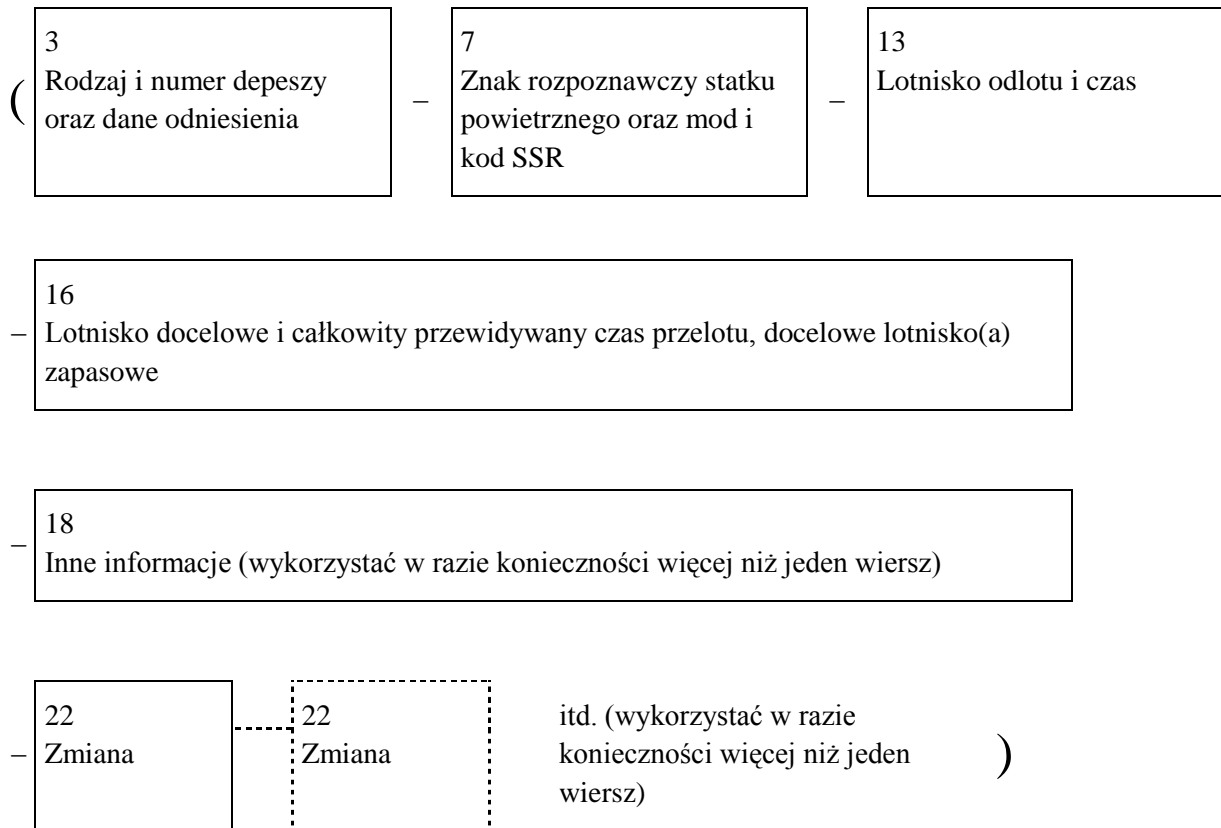 (
3
Rodzaj i numer depeszy
oraz dane odniesienia
–
7
Znak rozpoznawczy statku
powietrznego oraz mod i
kod SSR
–
13
Lotnisko odlotu i czas
–
16
Lotnisko docelowe i całkowity przewidywany czas przelotu, docelowe lotnisko(a)
zapasowe
–
18
Inne informacje (wykorzystać w razie konieczności więcej niż jeden wiersz)
–
22
Zmiana
22
Zmiana
itd. (wykorzystać w razie
konieczności więcej niż jeden
wiersz)
)